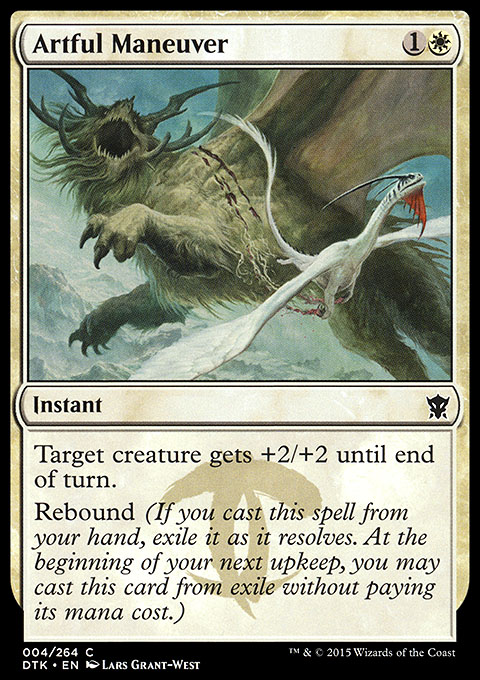 Artful Maneuver 1
Instant
Target creature gets +2/+2 until end
of turn.
Rebound (If you cast this spell from
your hand, exile it as it resolves. At the
beginning of your next upkeep, you may
cast this card from exile without paying
its mana cost.)
004/264 C
DTK • EN Lars Grant-West
™ & © 2015 Wizards of the Coast